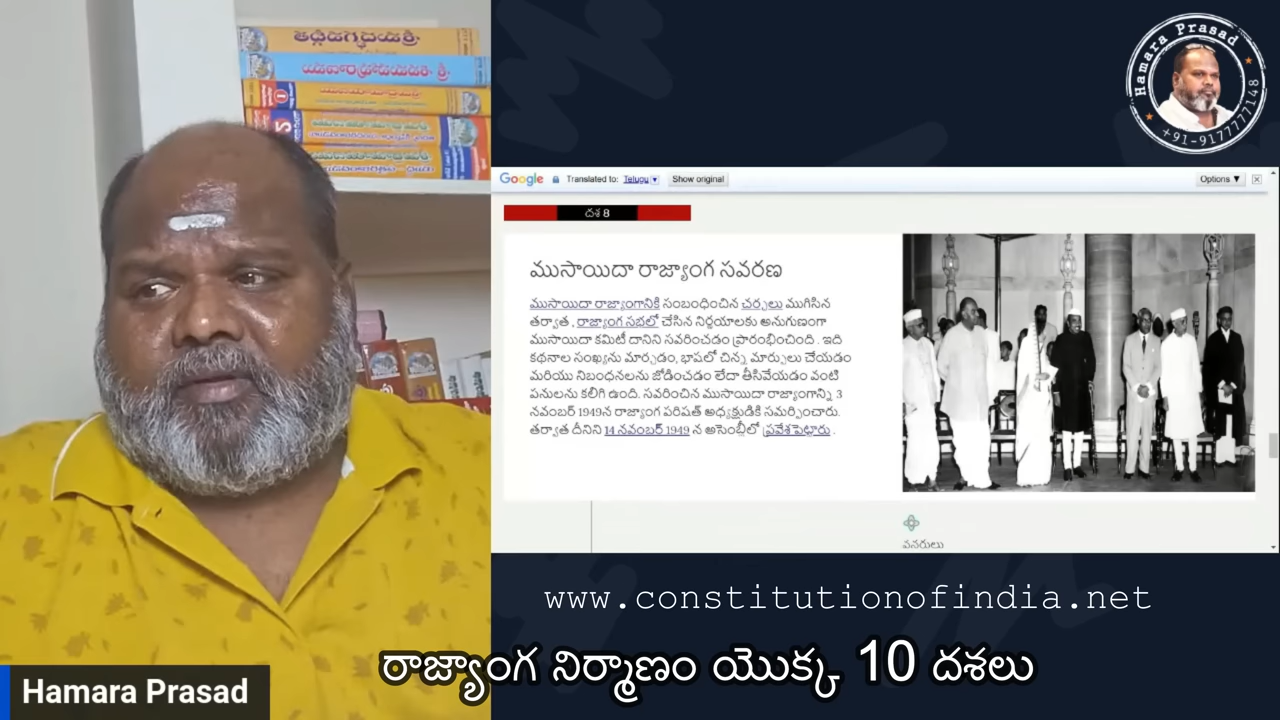 Hamara Prasad
+91-9177777148
Google
Translated to: Telugu
Show original
Options ▼
దశ 8
ముసాయిదా రాజ్యాంగ సవరణ
ముసాయిదా రాజ్యాంగానికి సంబంధించిన చర్చలు ముగిసిన
తర్వాత , రాజ్యాంగ సభలో చేసిన నిర్ణయాలకు అనుగుణంగా
ముసాయిదా కమిటీ దానిని సవరించడం ప్రారంభించింది . ఇది
కథనాల సంఖ్యను మార్చడం, భాషలో చిన్న మార్పులు చేయడం
మరియు నిబంధనలను జోడించడం లేదా తీసివేయడం వంటి
పనులను కలిగి ఉంది. సవరించిన ముసాయిదా రాజ్యాంగాన్ని 3
నవంబర్ 1949న రాజ్యాంగ పరిషత్ అధ్యక్షుడికి సమర్పించారు.
తర్వాత దీనిని 14 నవంబర్ 1949 న అసెంబ్లీలో ప్రవేశపెట్టారు .
వనరులు
www.constitutionofindia.net
రాజ్యాంగ నిర్మాణం యొక్క 10 దశలు
Hamara Prasad